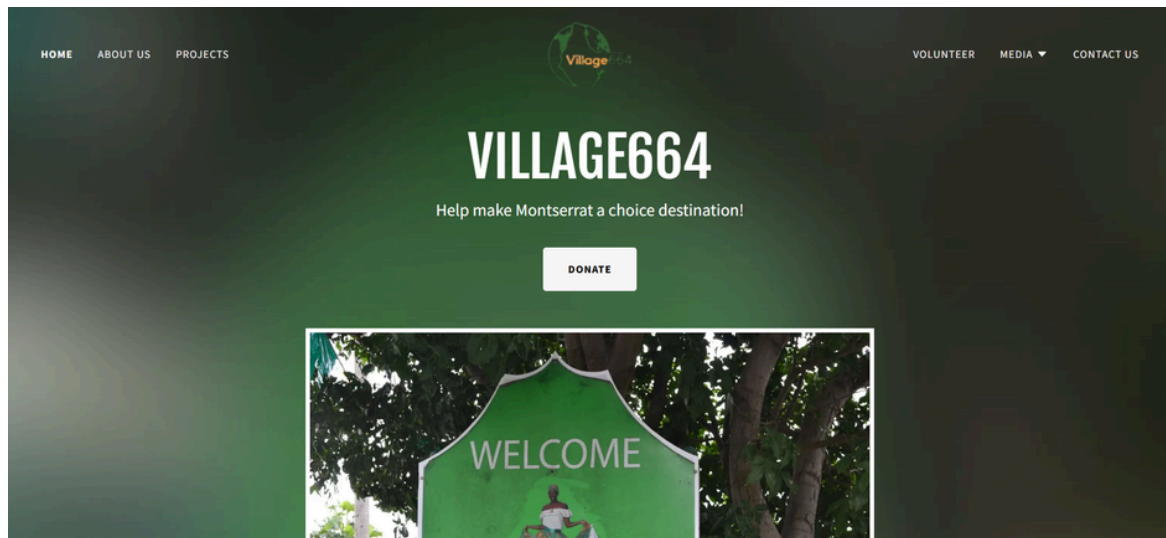 HOME ABOUT US PROJECTS
Village664
VOLUNTEER MEDIA CONTACT US
VILLAGE664
Help make Montserrat a choice destination!
DONATE
WELCOME